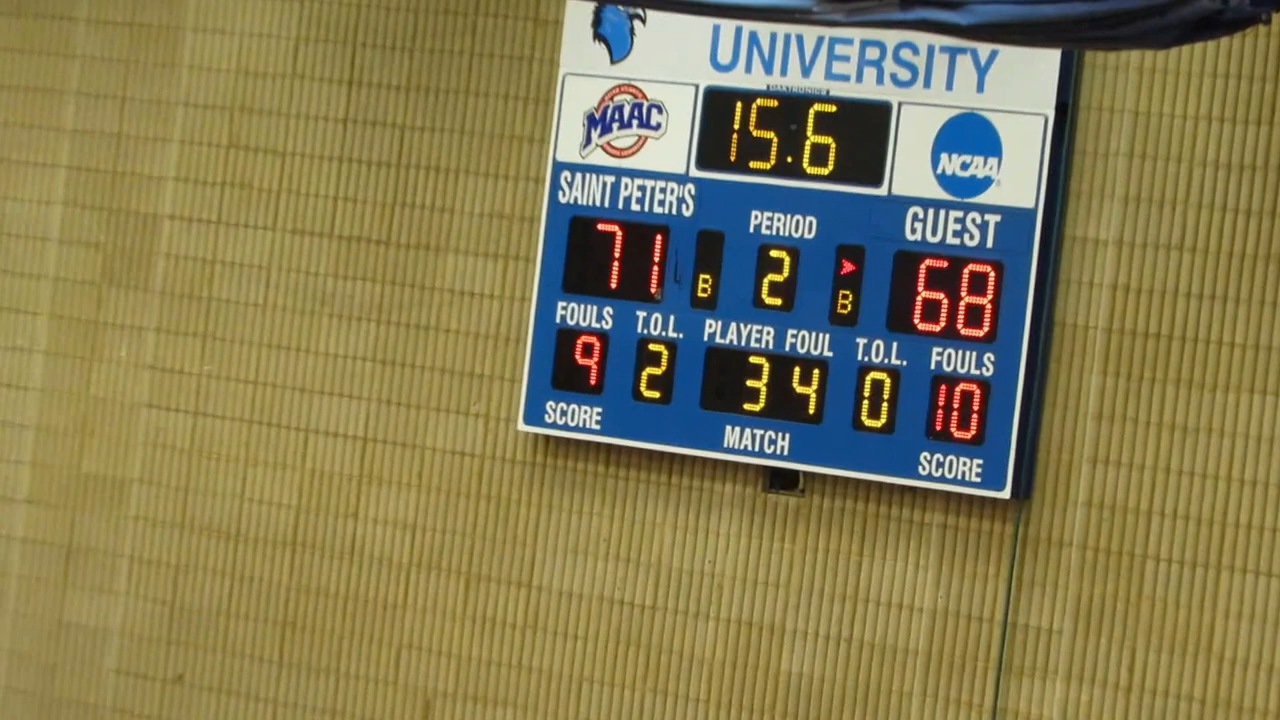 UNIVERSITY
DAKTRONICS
MAAC
15.6
NCAA
SAINT PETER'S
PERIOD
GUEST
71
B
2
B
68
FOULS
T.O.L.
PLAYER FOUL
T.O.L.
FOULS
9
2
3 4
0
10
SCORE
MATCH
SCORE